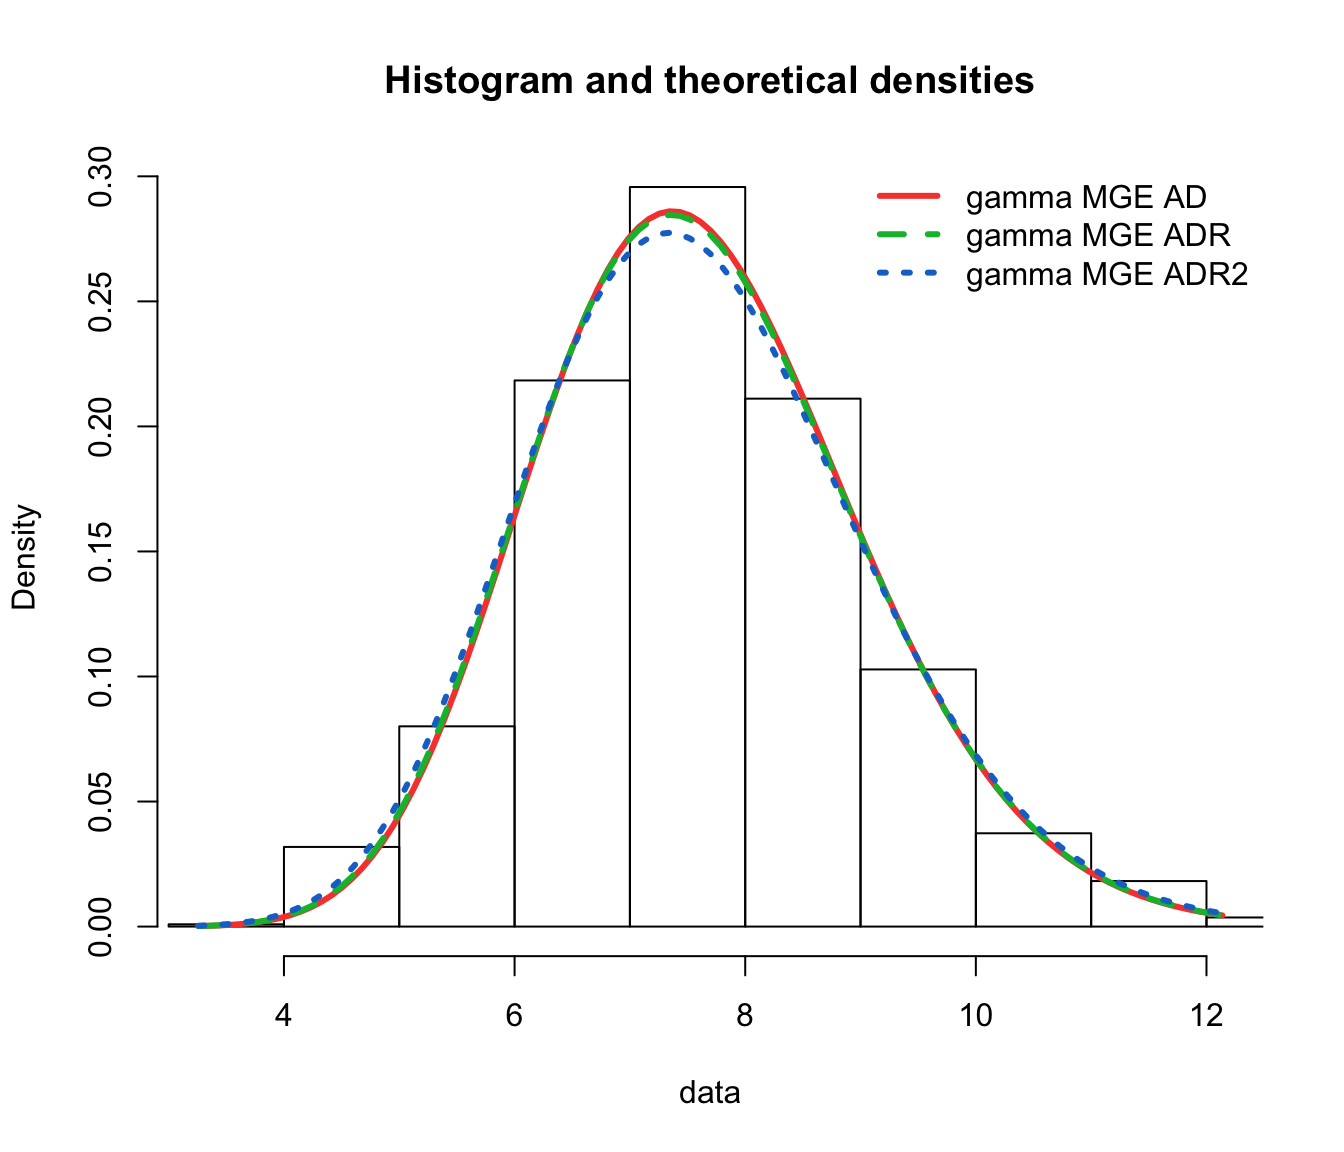 Histogram and theoretical densities
gamma MGE AD
gamma MGE ADR
gamma MGE ADR2
0.30
0.25
0.20
0.15
0.10
0.05
0.00
Density
4 6 8 10 12
data